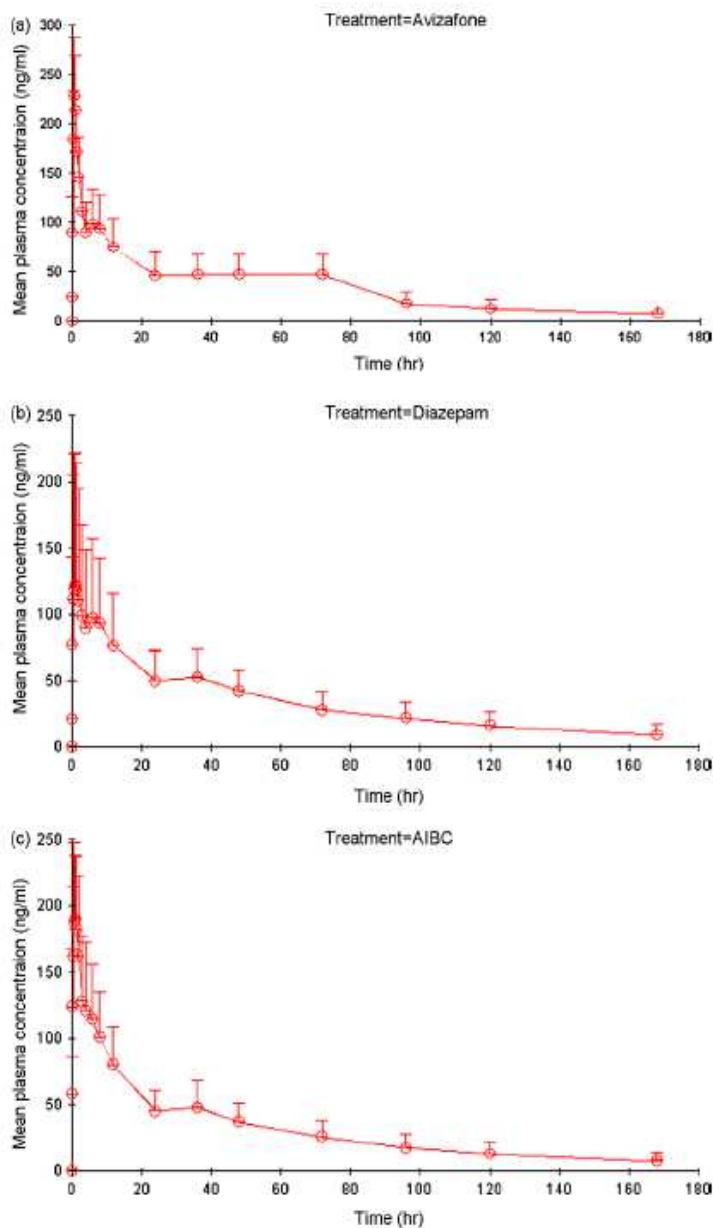 (a)
Treatment=Avizafone
Mean plasma concentraion (ng/ml)
300
250
200
150
100
50
0
0 20 40 60 80 100 120 140 160 180
Time (hr)
(b)
Treatment=Diazepam
Mean plasma concentraion (ng/ml)
250
200
150
100
50
0
0 20 40 60 80 100 120 140 160 180
Time (hr)
(c)
Treatment=AIBC
Mean plasma concentraion (ng/ml)
250
200
150
100
50
0
0 20 40 60 80 100 120 140 160 180
Time (hr)